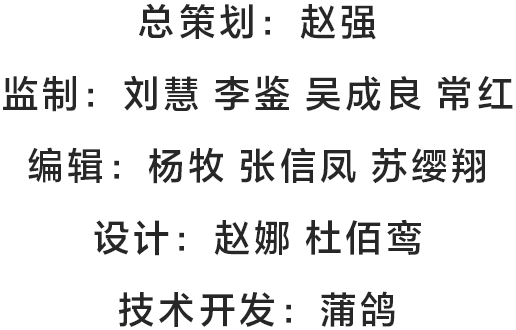 总策划：赵强
监制：刘慧 李鉴 吴成良 常红
编辑：杨牧 张信凤 苏缨翔
设计：赵娜 杜佰鸾
技术开发：蒲鸽